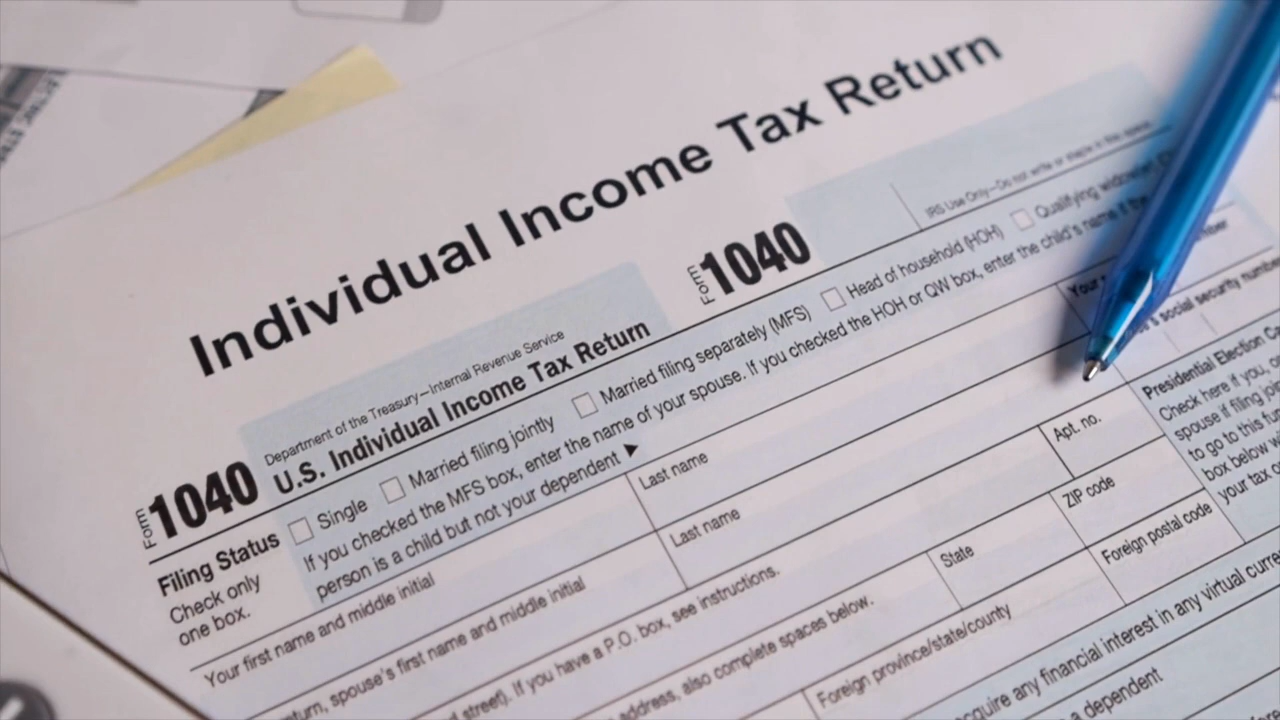 Individual Income Tax Return
Form 1040
IRS Use Only—Do not write or staple in this space.
Form 1040
Department of the Treasury—Internal Revenue Service
U.S. Individual Income Tax Return
Filing Status
Check only
one box.
Single
Married filing jointly
Married filing separately (MFS)
Head of household (HOH)
Qualifying widow(er)
If you checked the MFS box, enter the name of your spouse. If you checked the HOH or QW box, enter the child's name if the
person is a child but not your dependent ▶
Your first name and middle initial
Last name
Your
social security number
spouse's first name and middle initial
Last name
street). If you have a P.O. box, see instructions.
Apt. no.
address, also complete spaces below.
State
ZIP code
Foreign province/state/county
Foreign postal code
Presidential Election
Check here if you, or
spouse if filing
to go to this
box below
your tax
acquire any financial interest in any virtual
a dependent